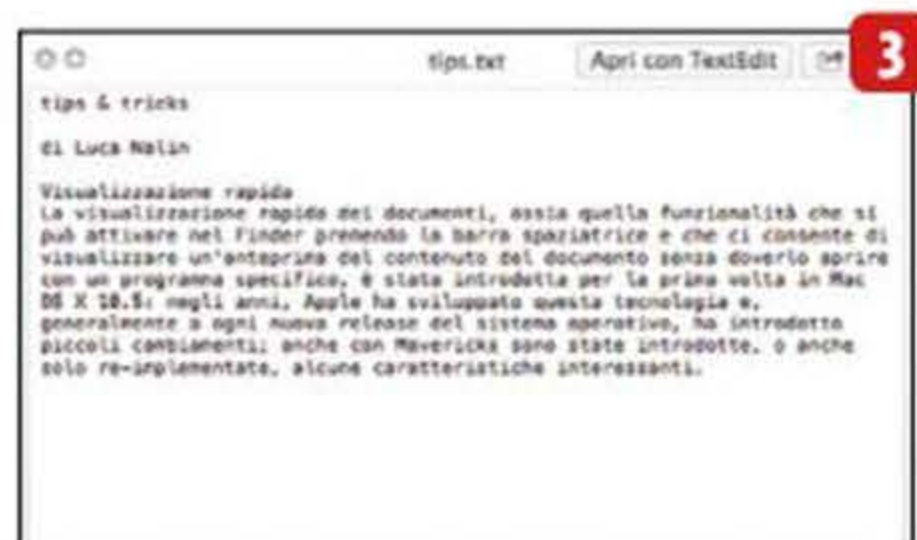 3
tips.txt
Apri con TextEdit
tips & tricks
di Luca Nalin
Visualizzazione rapida
La visualizzazione rapida dei documenti, ossia quella funzionalità che si
può attivare nel Finder premendo la barra spaziatrice e che ci consente di
visualizzare un'anteprima del contenuto del documento senza doverlo aprire
con un programma specifico, è stata introdotta per la prima volta in Mac
OS X 10.5: negli anni, Apple ha sviluppato questa tecnologia e,
generalmente a ogni nuova release del sistema operativo, ha introdotto
piccoli cambiamenti; anche con Mavericks sono state introdotte, o anche
solo re-implementate, alcune caratteristiche interessanti.